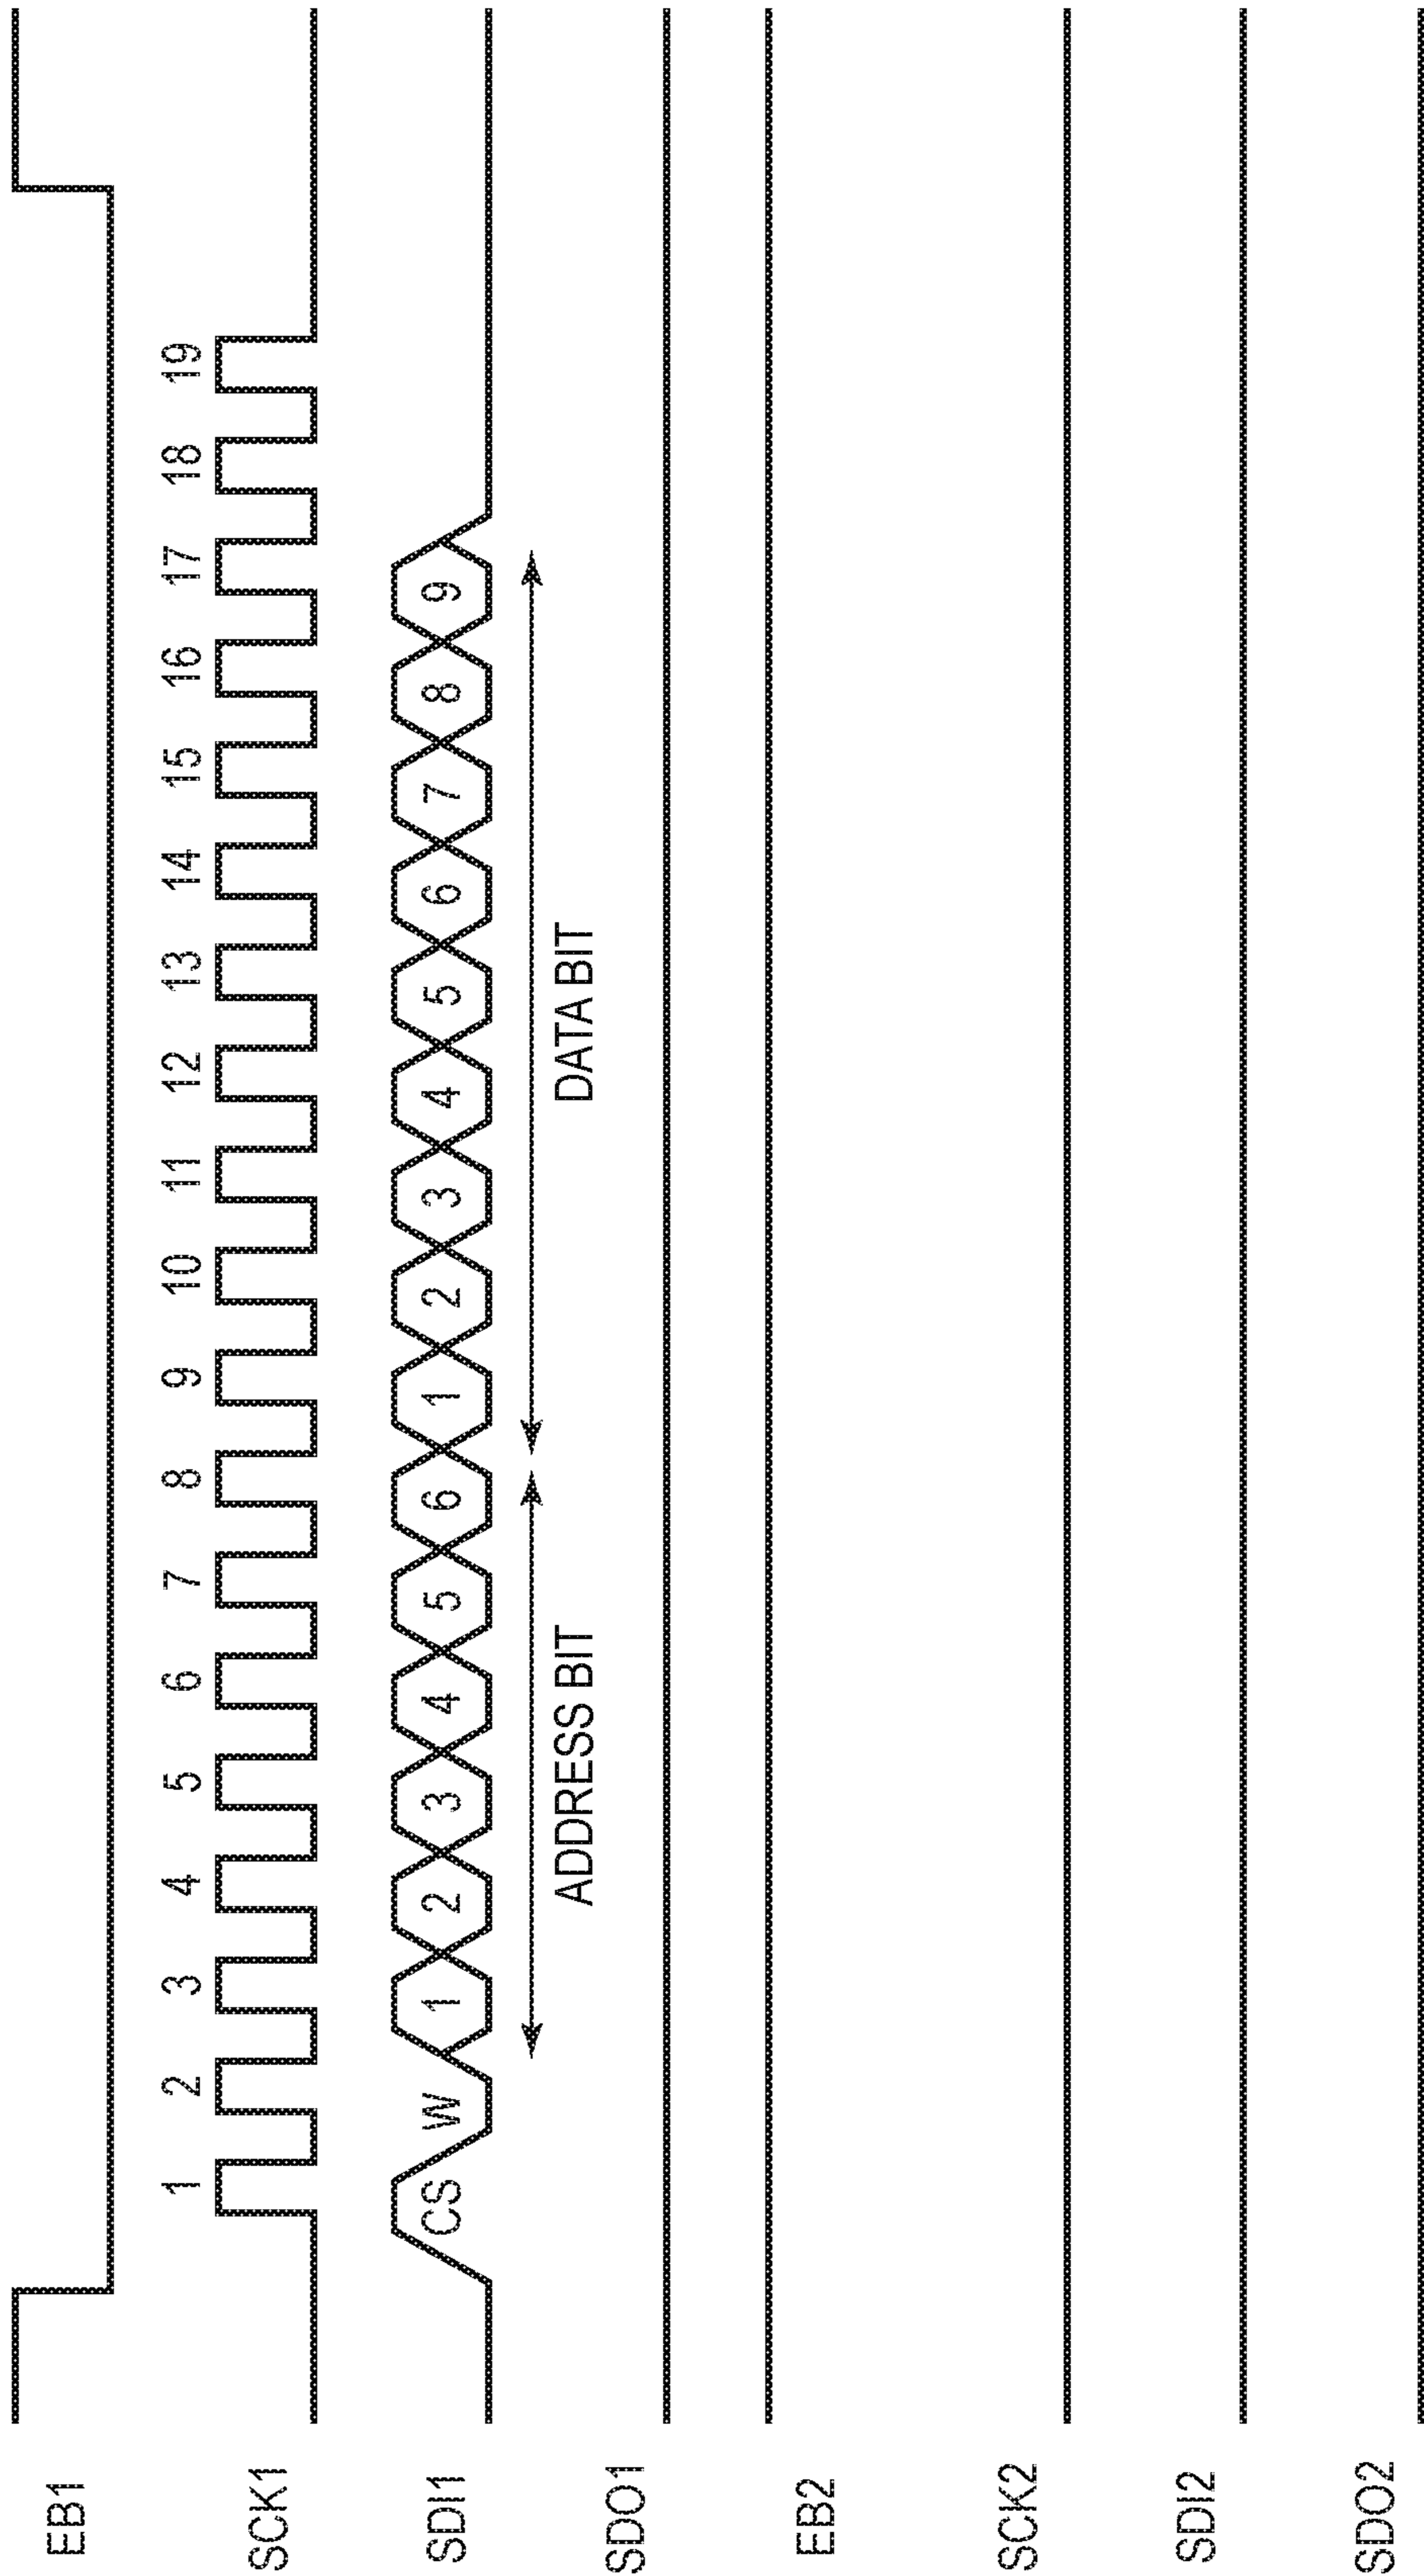 EB1
1 2 3 4 5 6 7 8 9 10 11 12 13 14 15 16 17 18 19
SCK1
CS W 1 2 3 4 5 6 1 2 3 4 5 6 7 8 9
SDI1
ADDRESS BIT DATA BIT
SDO1
EB2
SCK2
SDI2
SDO2